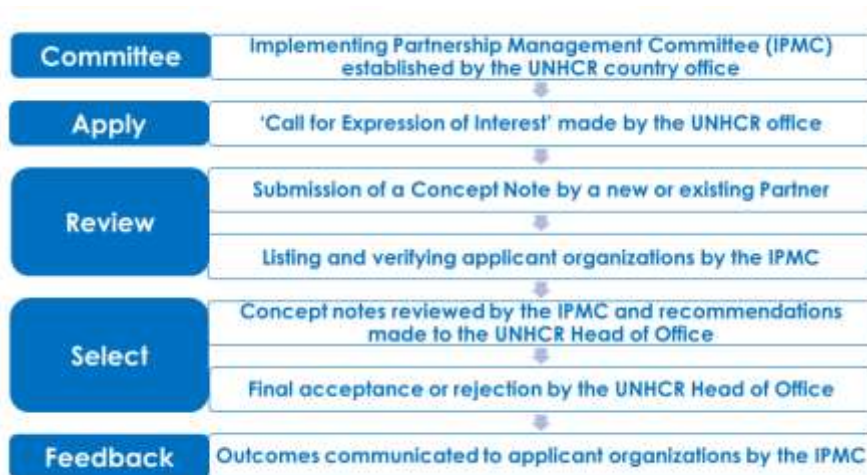 Committee
Implementing Partnership Management Committee (IPMC)
established by the UNHCR country office
Apply
‘Call for Expression of Interest’ made by the UNHCR office
Review
Submission of a Concept Note by a new or existing Partner
Listing and verifying applicant organizations by the IPMC
Select
Concept notes reviewed by the IPMC and recommendations
made to the UNHCR Head of Office
Final acceptance or rejection by the UNHCR Head of Office
Feedback
Outcomes communicated to applicant organizations by the IPMC